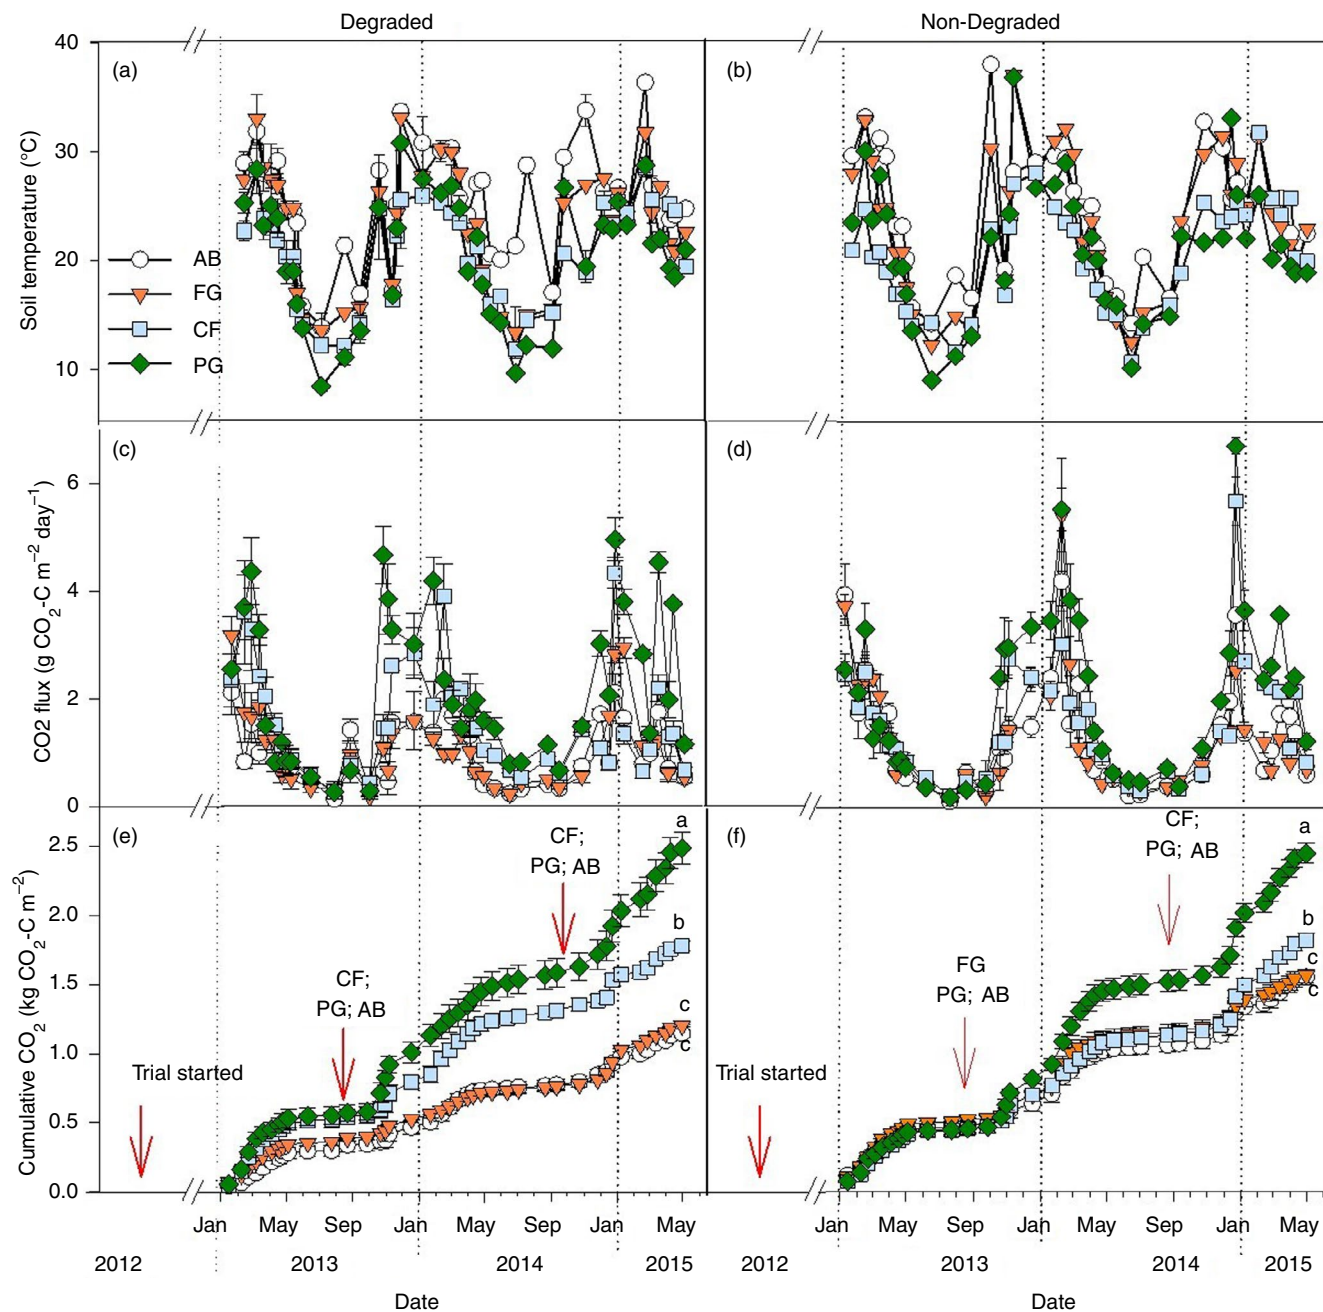 Degraded
Non-Degraded
40
30
20
10
Soil temperature (°C)
(a)
(b)
AB
FG
CF
PG
6
4
2
0
CO2 flux (g CO₂-C m⁻² day⁻¹)
(c)
(d)
2.5
2.0
1.5
1.0
0.5
0.0
Cumulative CO₂ (kg CO₂-C m⁻²)
(e)
CF;
PG; AB
a
b
c
c
CF;
PG; AB
Trial started
(f)
CF;
PG; AB
a
b
c
c
FG
PG; AB
Trial started
Jan May Sep Jan May Sep Jan May
Jan May Sep Jan May Sep Jan May
2012 2013 2014 2015
2012 2013 2014 2015
Date
Date